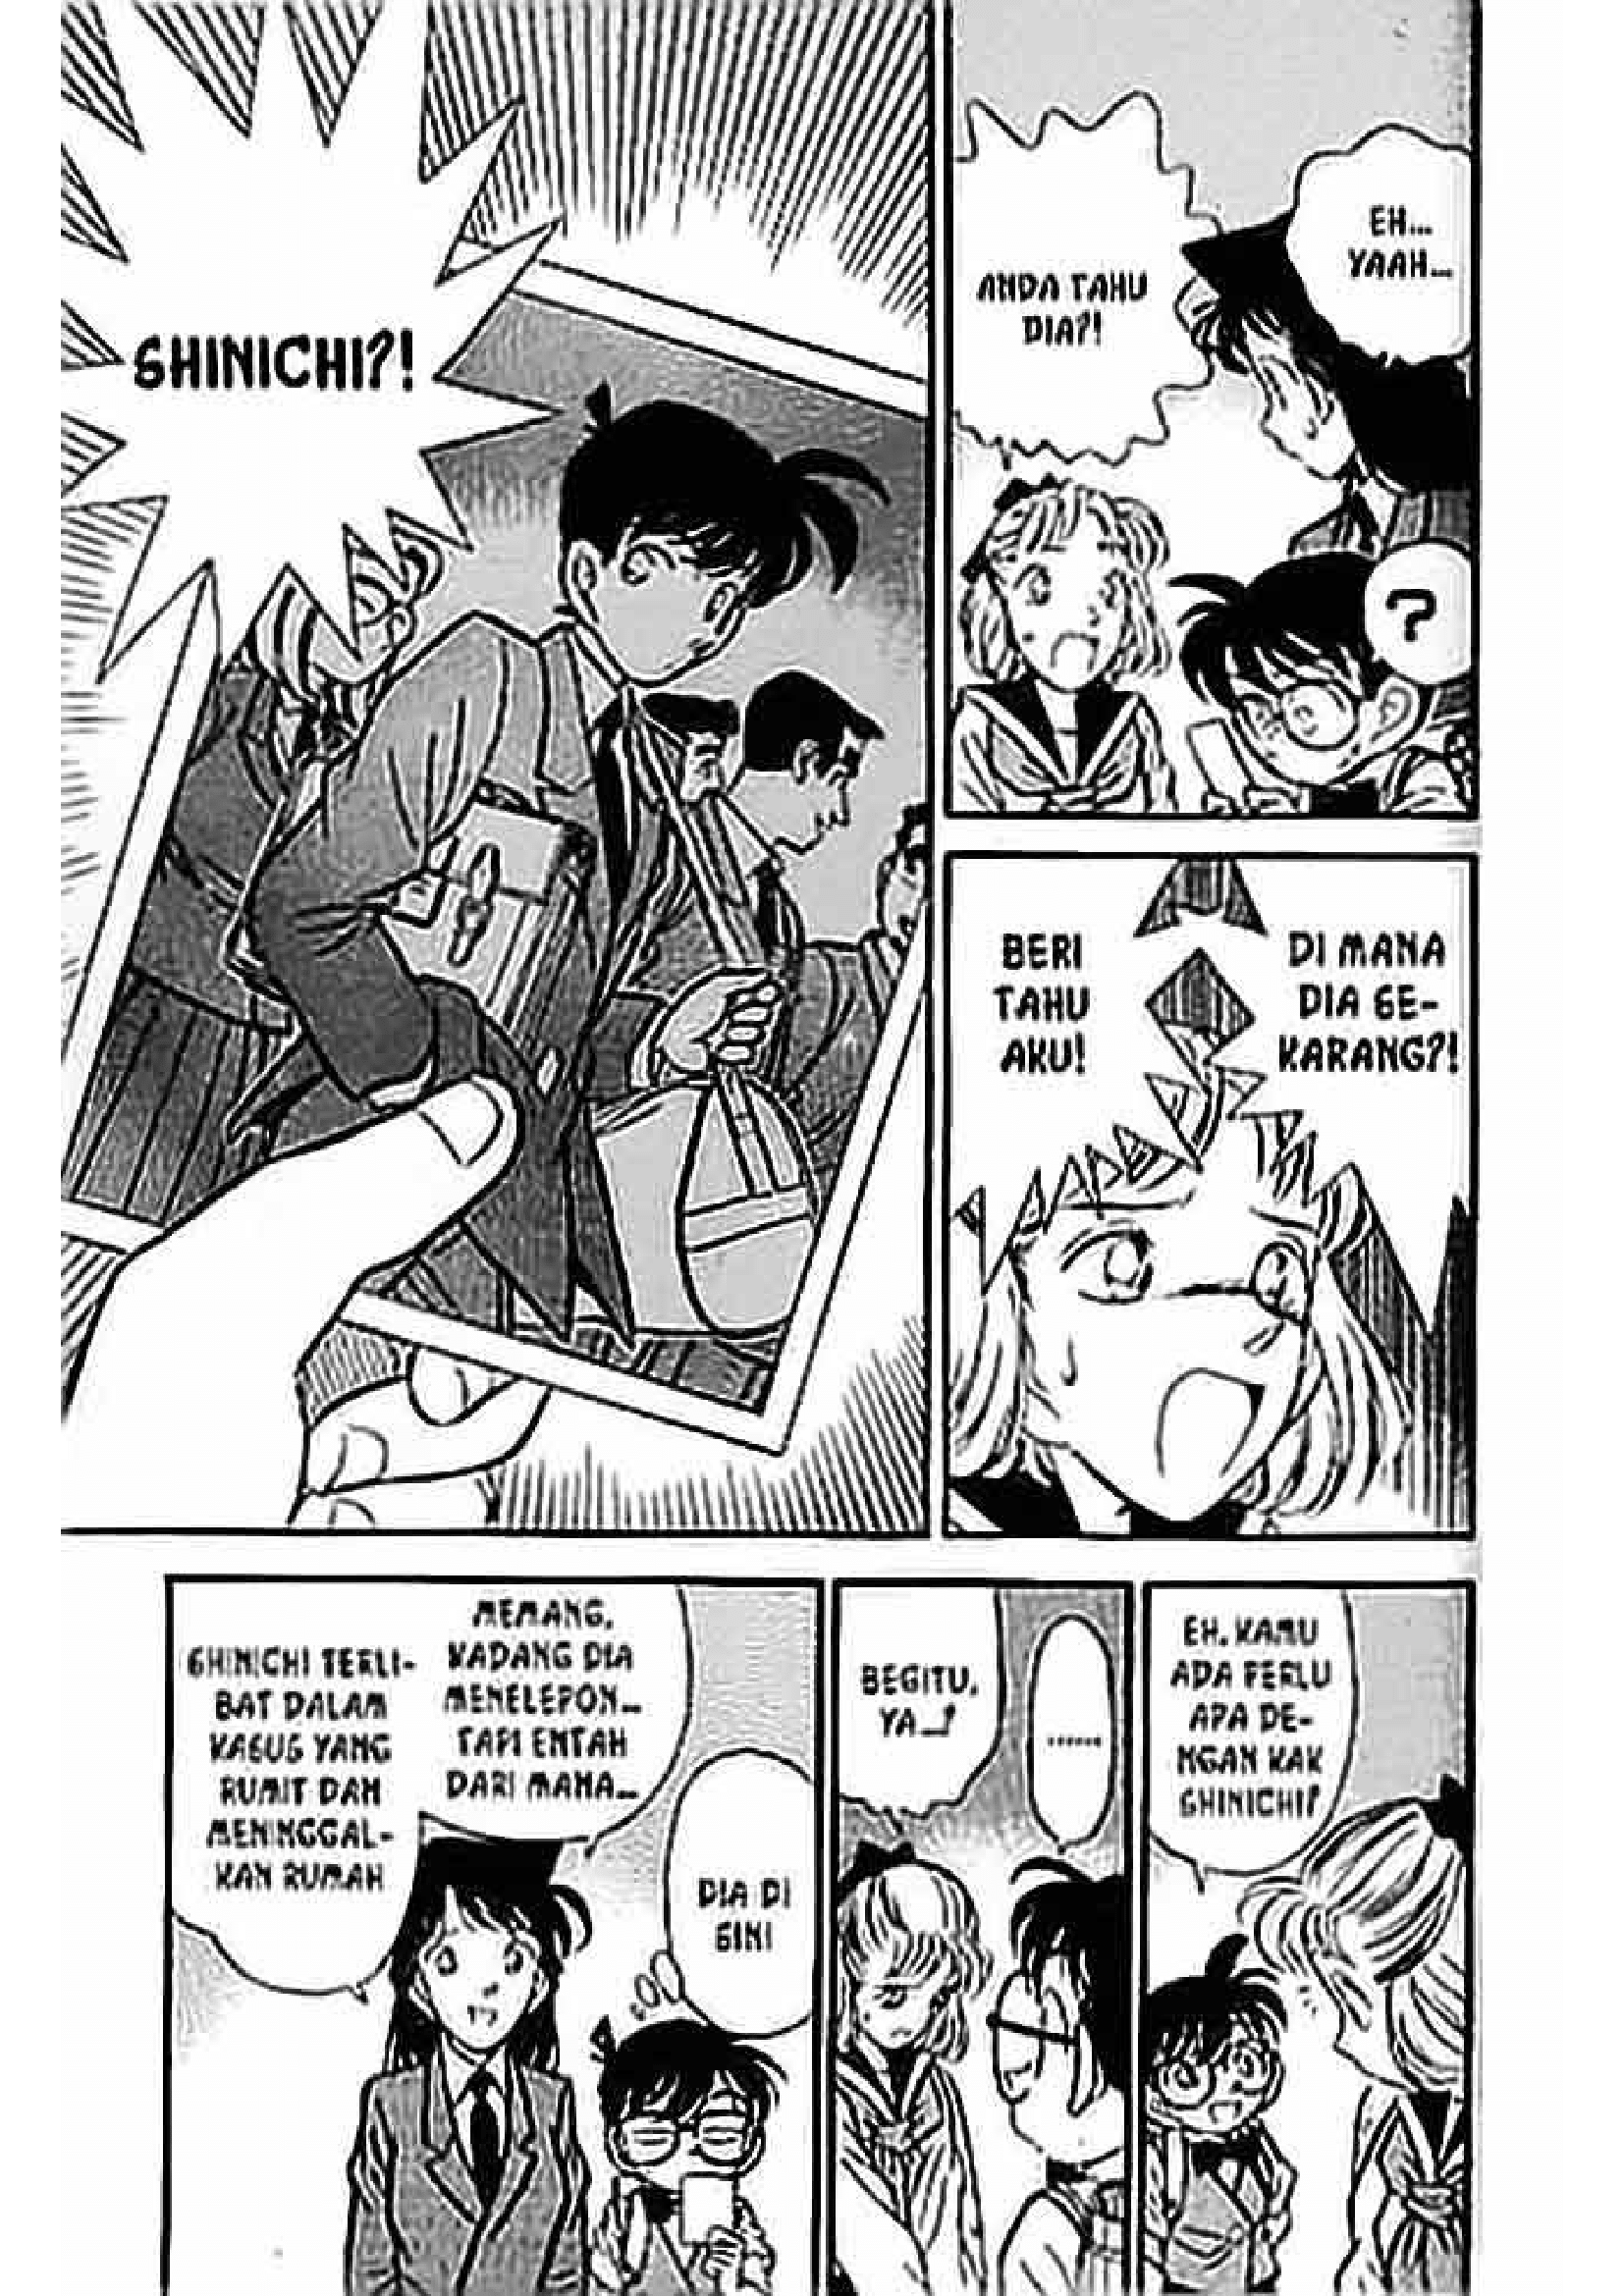 EH...
YAAH...
ANDA TAHU
DIA?!
?
SHINICHI?!
DI MANA
DIA SE-
KARANG?!
BERI
TAHU
AKU!
EH, KAMU
ADA PERLU
APA DE-
NGAN KAK
SHINICHI?
......
BEGITU,
YA...?
DIA DI
SINI
MEMANG,
KADANG DIA
MENELEPON...
TAPI ENTAH
DARI MANA...
SHINICHI TERLI-
BAT DALAM
KASUS YANG
RUMIT DAN
MENINGGAL-
KAN RUMAH